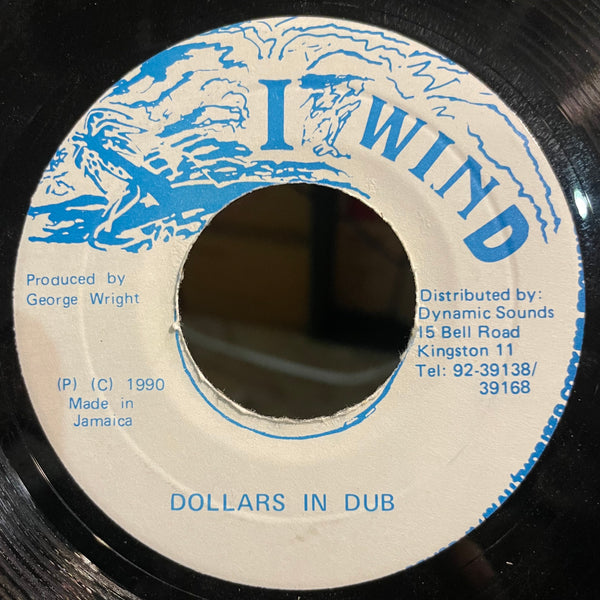 I WIND
Produced by
George Wright
Distributed by:
Dynamic Sounds
15 Bell Road
Kingston 11
Tel: 92-39138/
39168
(P) (C) 1990
Made in
Jamaica
DOLLARS IN DUB